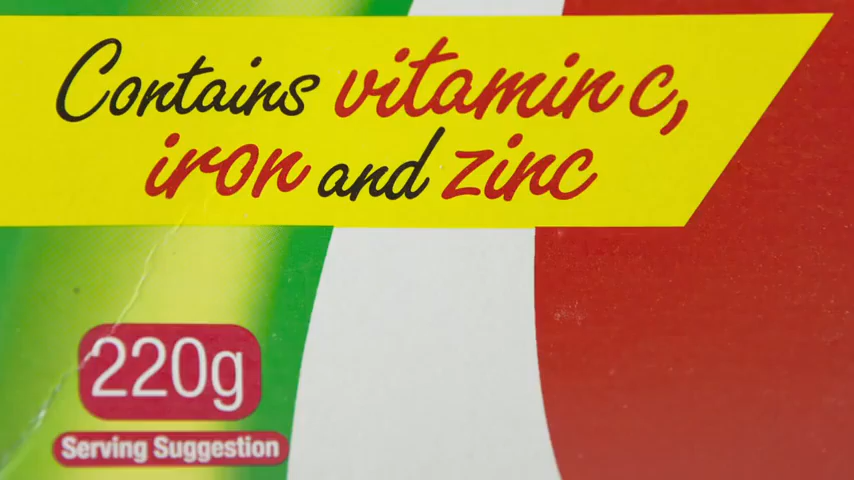 Contains vitamin c,
iron and zinc
220g
Serving Suggestion